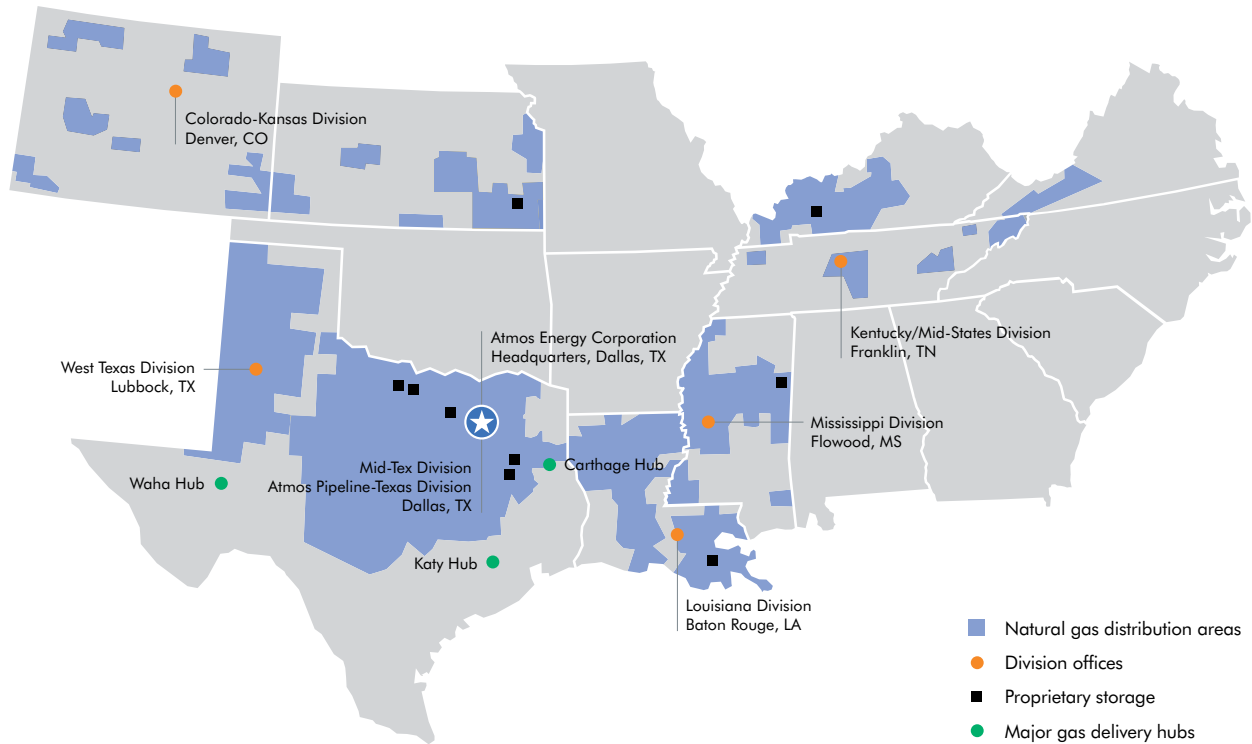 Colorado-Kansas Division
Denver, CO
Atmos Energy Corporation
Headquarters, Dallas, TX
Kentucky/Mid-States Division
Franklin, TN
West Texas Division
Lubbock, TX
Mississippi Division
Flowood, MS
Mid-Tex Division
Atmos Pipeline-Texas Division
Dallas, TX
Carthage Hub
Waha Hub
Katy Hub
Louisiana Division
Baton Rouge, LA
Natural gas distribution areas
Division offices
Proprietary storage
Major gas delivery hubs